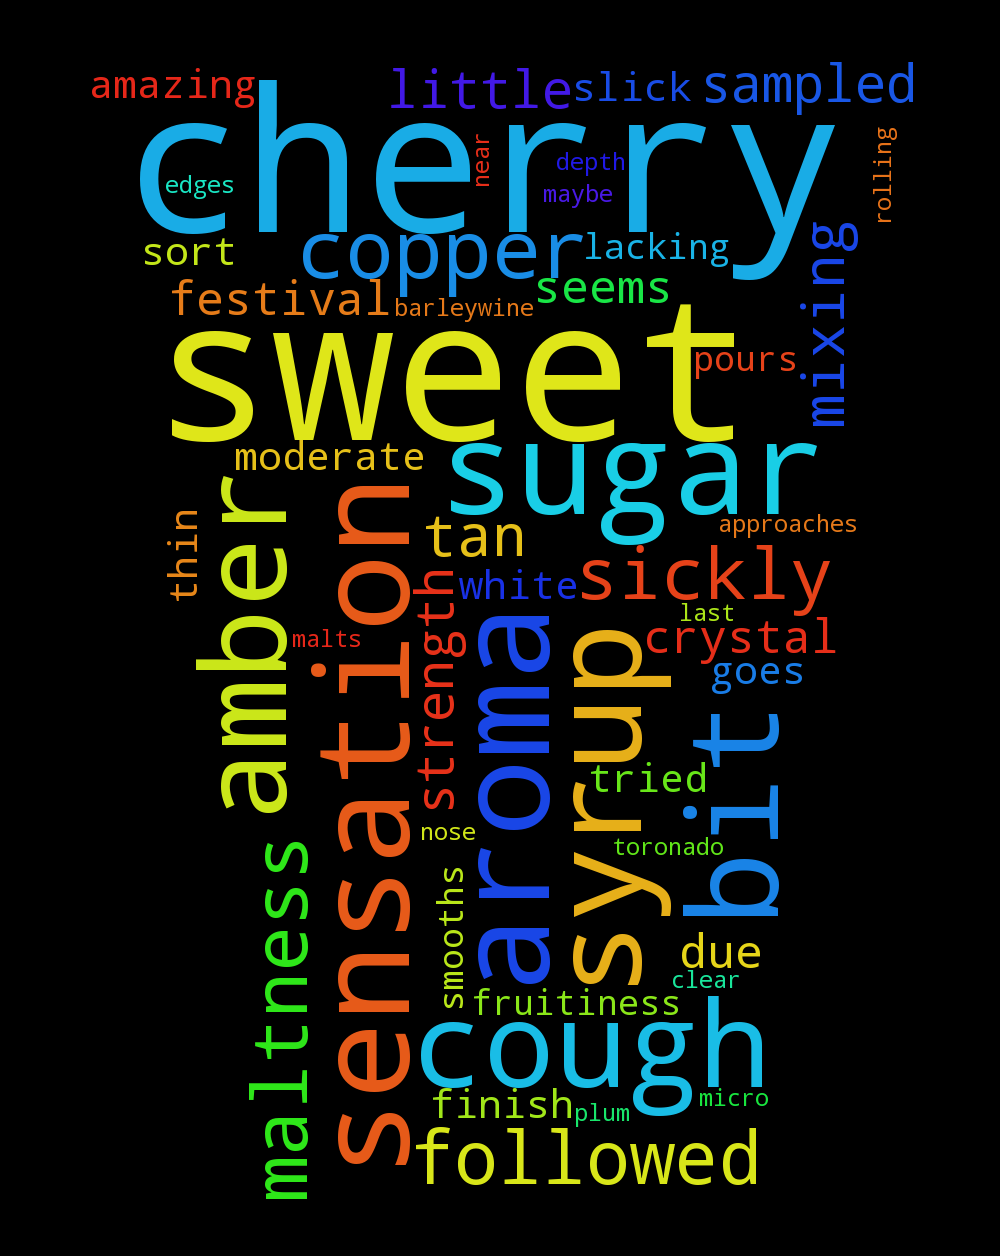 amazing
little
slick
sampled
cherry
near
depth
maybe
rolling
edges
sort
copper
lacking
mixing
festival
barleywine
seems
sweet
pours
moderate
sugar
thin
amber
sensation
tan
approaches
white
sickly
strength
aroma
syrup
last
malts
crystal
goes
bit
tried
nose
toronado
maltness
smooths
due
clear
fruitiness
cough
finish
plum
micro
followed